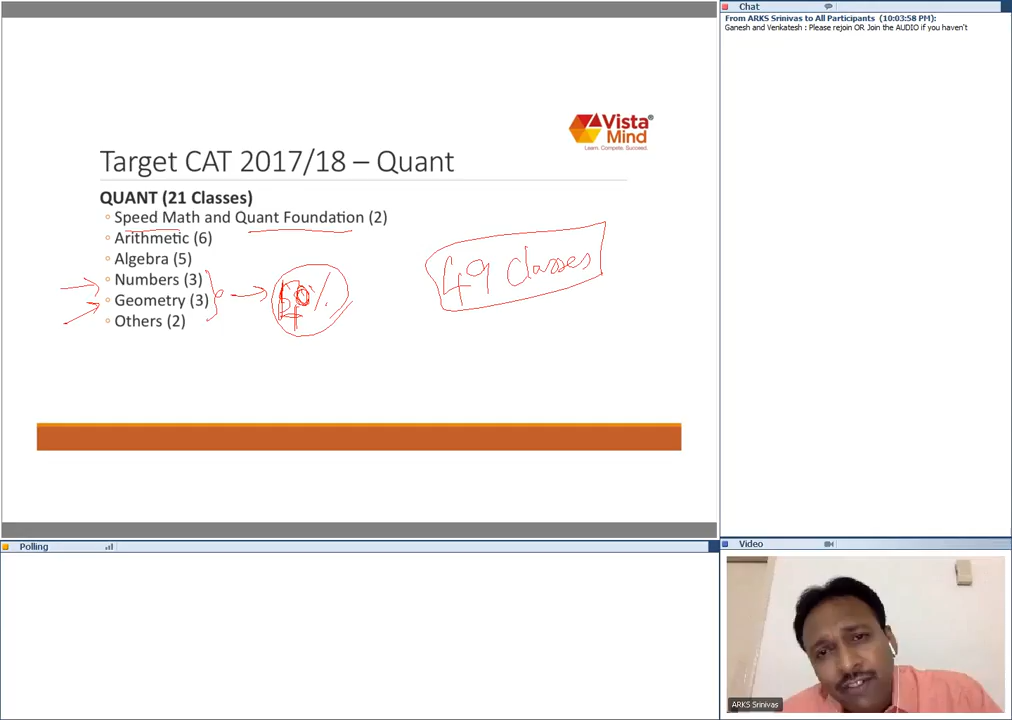 Chat
From ARKS Srinivas to All Participants (10:03:58 PM):
Ganesh and Venkatesh : Please rejoin OR Join the AUDIO if you haven't
Vista®
Mind
Learn. Compete. Succeed.
Target CAT 2017/18 – Quant
QUANT (21 Classes)
Speed Math and Quant Foundation (2)
Arithmetic (6)
Algebra (5)
Numbers (3)
Geometry (3)
Others (2)
49 classes
Polling
Video
ARKS Srinivas